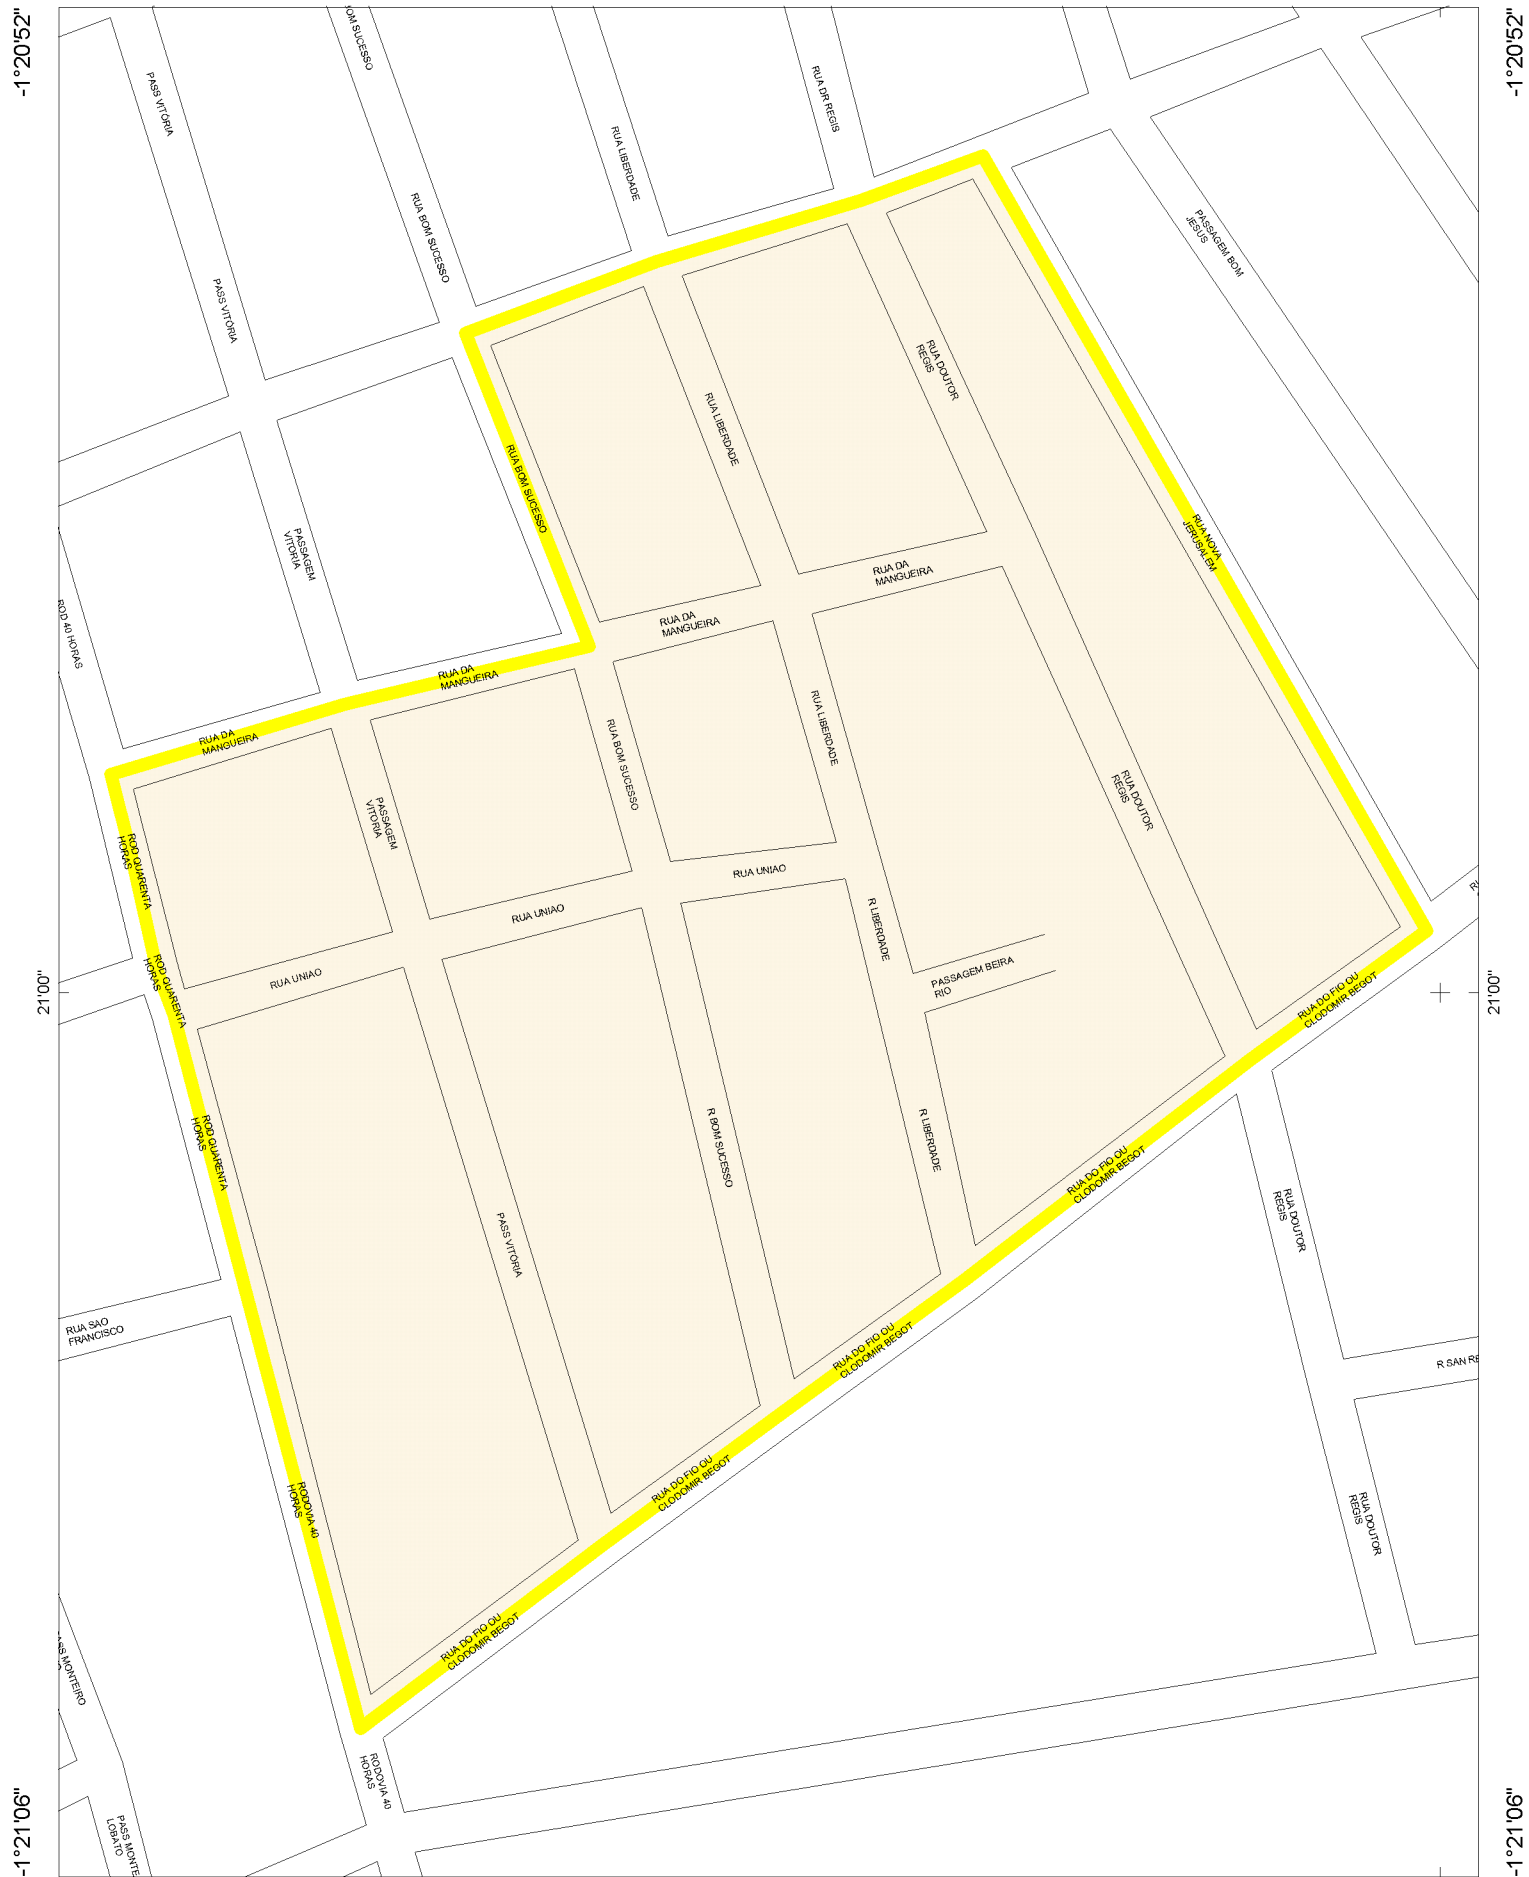 -1°20'52"
-1°20'52"
OM SUCESSO
PASS VITÓRIA
RUA DR REGIS
RUA LIBERDADE
RUA BOM SUCESSO
PASSAGEM BOM
JESUS
PASS VITÓRIA
RUA DOUTOR
REGIS
RUA LIBERDADE
RUA BOM SUCESSO
PASSAGEM
VITORIA
RUA NOVA
JERUSALEM
RUA DA
MANGUEIRA
ROD 40 HORAS
RUA DA
MANGUEIRA
RUA DA
MANGUEIRA
RUA DA
MANGUEIRA
RUA BOM SUCESSO
RUA LIBERDADE
RUA DOUTOR
REGIS
PASSAGEM
VITORIA
ROD QUARENTA
HORAS
RUA UNIAO
RUA UNIAO
R LIBERDADE
ROD QUARENTA
HORAS
RUA UNIAO
PASSAGEM BEIRA
RIO
21'00"
21'00"
RUA DO FIO OU
CLODOMIR BEGOT
ROD QUARENTA
HORAS
R BOM SUCESSO
R LIBERDADE
RUA DO FIO OU
CLODOMIR BEGOT
RUA DOUTOR
REGIS
PASS VITÓRIA
RUA SAO
FRANCISCO
RUA DO FIO OU
CLODOMIR BEGOT
R SAN RE
RODOVIA 40
HORAS
RUA DO FIO OU
CLODOMIR BEGOT
RUA DOUTOR
REGIS
RUA DO FIO OU
CLODOMIR BEGOT
ASS MONTEIRO
RODOVIA 40
HORAS
PASS MONTE
LOBATO
-1°21'06"
-1°21'06"